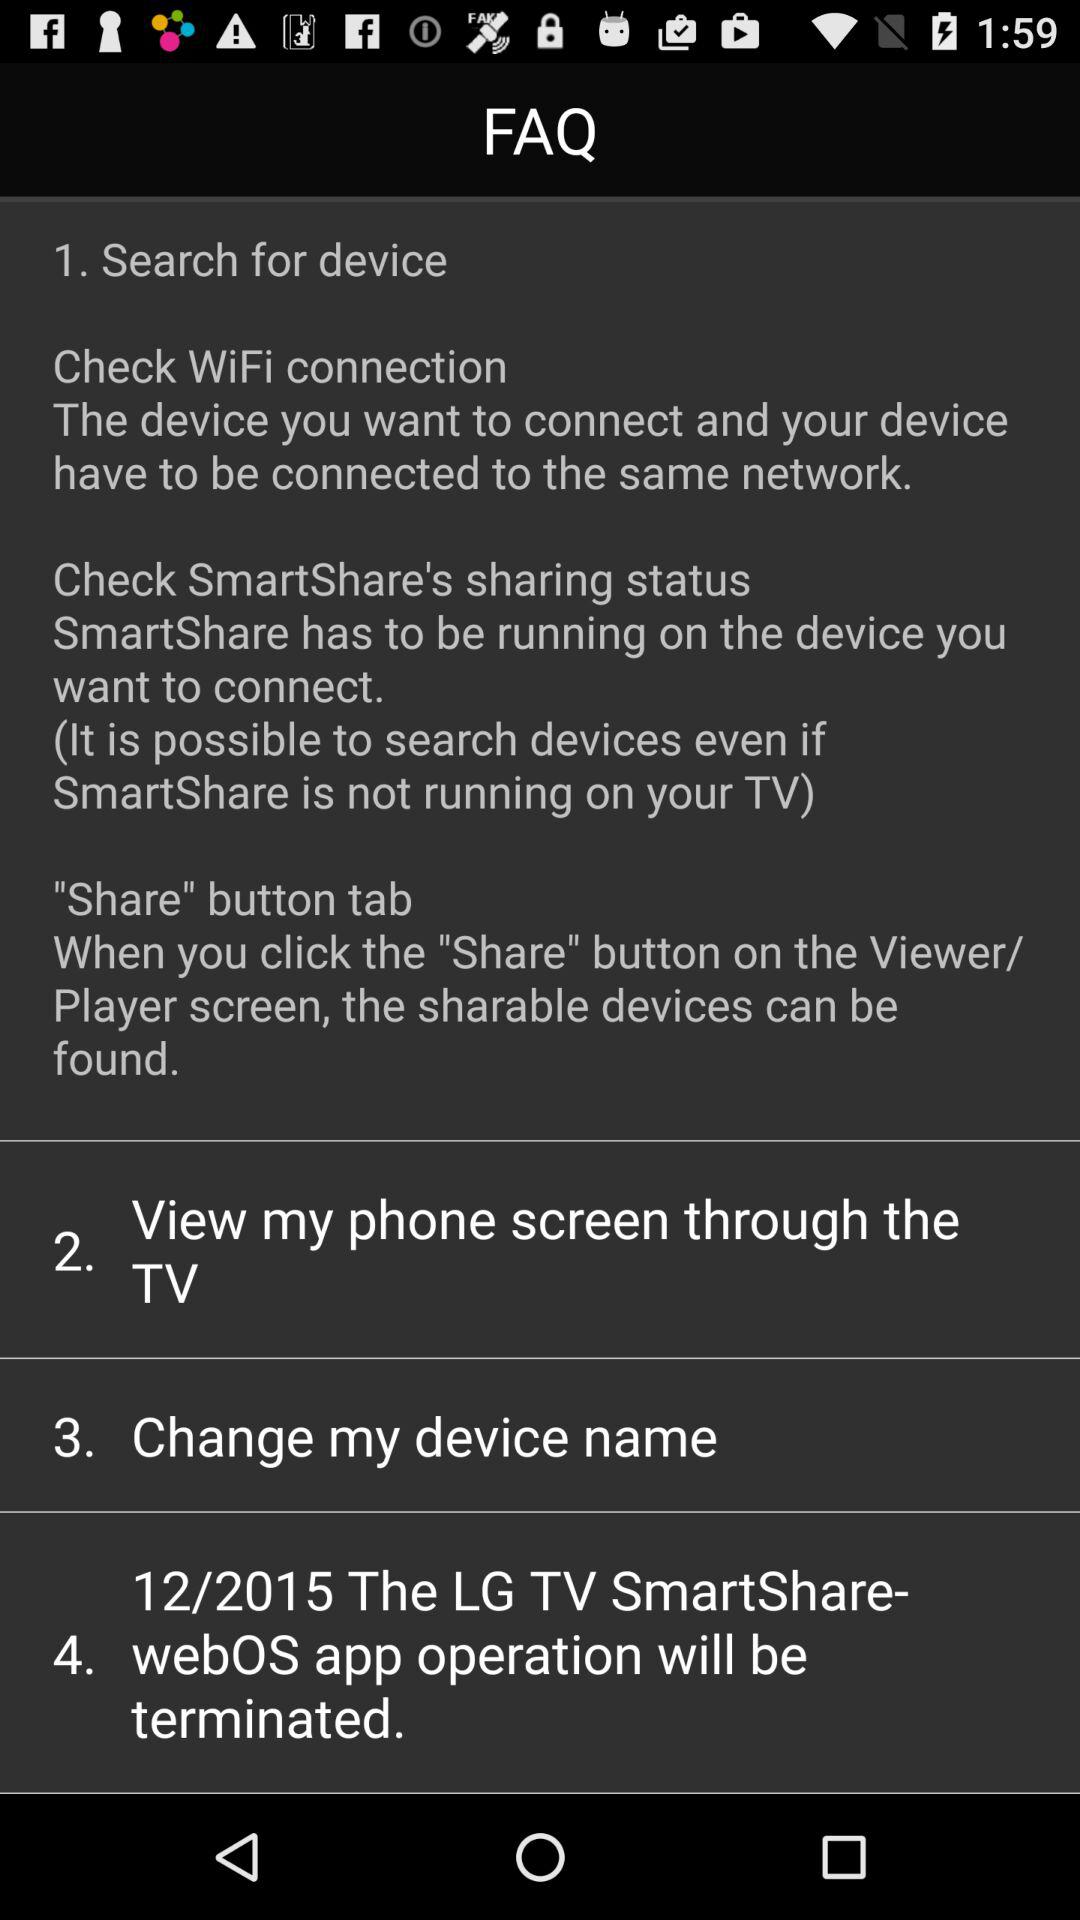 FAKE
1:59
FAQ
1. Search for device
Check WiFi connection
The device you want to connect and your device
have to be connected to the same network.
Check SmartShare's sharing status
SmartShare has to be running on the device you
want to connect.
(It is possible to search devices even if
SmartShare is not running on your TV)
"Share" button tab
When you click the "Share" button on the Viewer/
Player screen, the sharable devices can be
found.
2. View my phone screen through the
TV
3. Change my device name
4. 12/2015 The LG TV SmartShare-
webOS app operation will be
terminated.